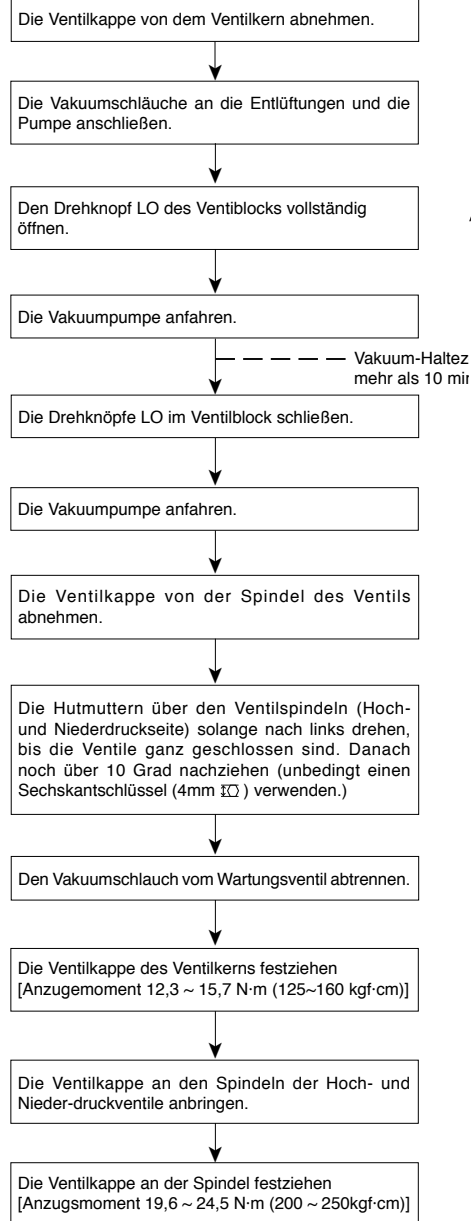 Die Ventilkappe von dem Ventilkern abnehmen.
Die Vakuumschläuche an die Entlüftungen und die
Pumpe anschließen.
Den Drehknopf LO des Ventiblocks vollständig
öffnen.
Die Vakuumpumpe anfahren.
Vakuum-Haltez
mehr als 10 min
Die Drehknöpfe LO im Ventilblock schließen.
Die Vakuumpumpe anfahren.
Die Ventilkappe von der Spindel des Ventils
abnehmen.
Die Hutmuttern über den Ventilspindeln (Hoch-
und Niederdruckseite) solange nach links drehen,
bis die Ventile ganz geschlossen sind. Danach
noch über 10 Grad nachziehen (unbedingt einen
Sechskantschlüssel (4mm ) verwenden.)
Den Vakuumschlauch vom Wartungsventil abtrennen.
Die Ventilkappe des Ventilkerns festziehen
[Anzugemoment 12,3 ~ 15,7 N·m (125~160 kgf·cm)]
Die Ventilkappe an den Spindeln der Hoch- und
Nieder-druckventile anbringen.
Die Ventilkappe an der Spindel festziehen
[Anzugsmoment 19,6 ~ 24,5 N·m (200 ~ 250kgf·cm)]